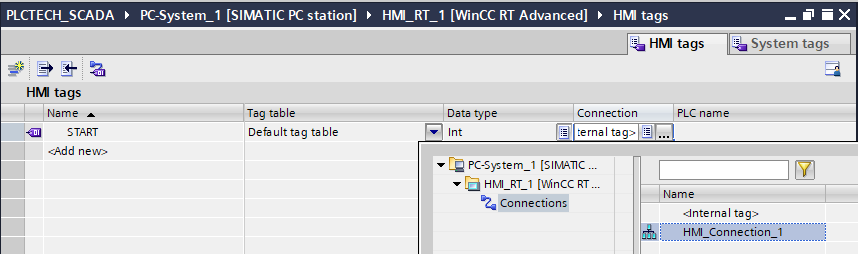 PLCTECH_SCADA PC-System_1 [SIMATIC PC station] HMI_RT_1 [WinCC RT Advanced] HMI tags
HMI tags System tags
HMI tags
Name Tag table Data type Connection PLC name
START Default tag table Int ternal tag> ...
<Add new>
PC-System_1 [SIMATIC ...
HMI_RT_1 [WinCC RT ...
Connections
Name
<Internal tag>
HMI_Connection_1